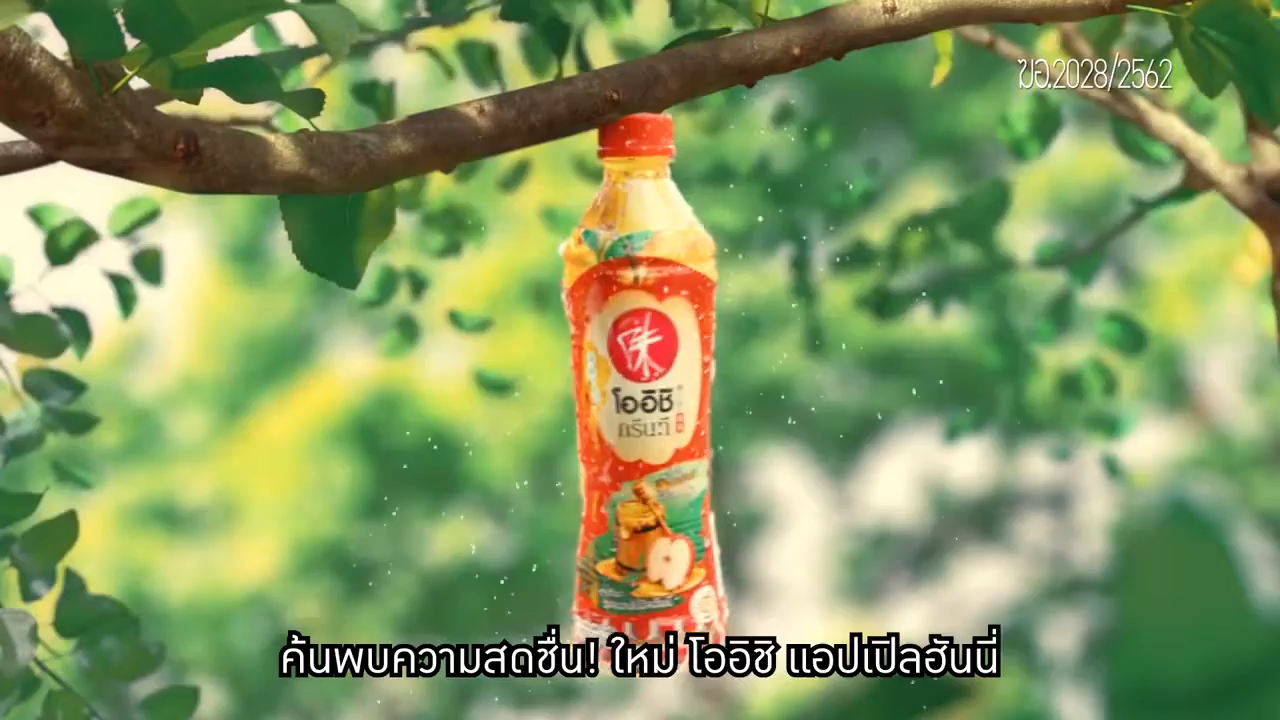 ฆอ.2028/2562
味
โออิชิ
กรีนที
ค้นพบความสดชื่น! ใหม่ โออิชิ แอปเปิลฮันนี่